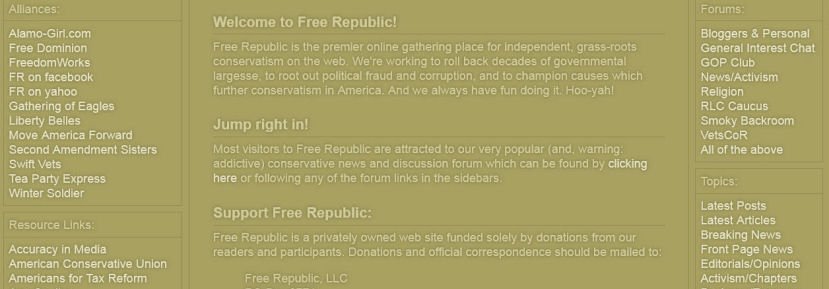 Alliances:
Alamo-Girl.com
Free Dominion
FreedomWorks
FR on facebook
FR on yahoo
Gathering of Eagles
Liberty Belles
Move America Forward
Second Amendment Sisters
Swift Vets
Tea Party Express
Winter Soldier
Resource Links:
Accuracy in Media
American Conservative Union
Americans for Tax Reform
Welcome to Free Republic!
Free Republic is the premier online gathering place for independent, grass-roots
conservatism on the web. We're working to roll back decades of governmental
largesse, to root out political fraud and corruption, and to champion causes which
further conservatism in America. And we always have fun doing it. Hoo-yah!
Jump right in!
Most visitors to Free Republic are attracted to our very popular (and, warning:
addictive) conservative news and discussion forum which can be found by clicking
here or following any of the forum links in the sidebars.
Support Free Republic:
Free Republic is a privately owned web site funded solely by donations from our
readers and participants. Donations and official correspondence should be mailed to:
Free Republic, LLC
Forums:
Bloggers & Personal
General Interest Chat
GOP Club
News/Activism
Religion
RLC Caucus
Smoky Backroom
VetsCoR
All of the above
Topics:
Latest Posts
Latest Articles
Breaking News
Front Page News
Editorials/Opinions
Activism/Chapters